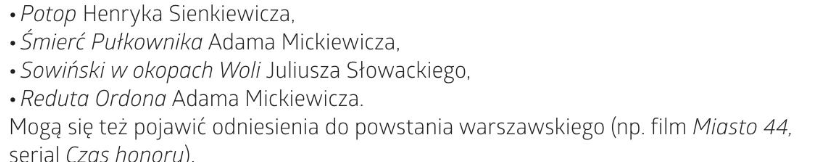 • Potop Henryka Sienkiewicza,
• Śmierć Pułkownika Adama Mickiewicza,
• Sowiński w okopach Woli Juliusza Słowackiego,
• Reduta Ordona Adama Mickiewicza.
Mogą się też pojawić odniesienia do powstania warszawskiego (np. film Miasto 44,
serial Czas honoru).